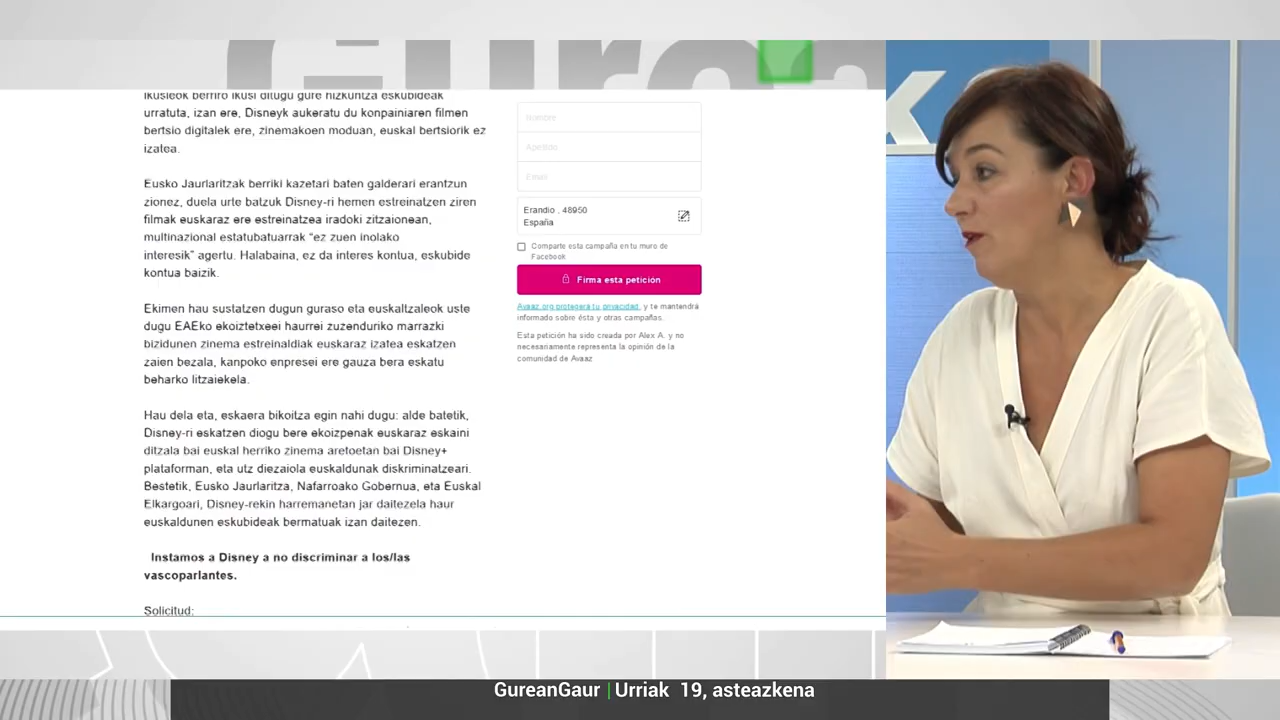 ikusleok berriro ikusi ditugu gure hizkuntza eskubideak
urratuta, izan ere, Disneyk aukeratu du konpainiaren filmen
bertsio digitalek ere, zinemakoen moduan, euskal bertsiorik ez
izatea.
Eusko Jaurlaritzak berriki kazetari baten galderari erantzun
zionez, duela urte batzuk Disney-ri hemen estreinatzen ziren
filmak euskaraz ere estreinatzea iradoki zitzaionean,
multinazional estatubatuarrak “ez zuen inolako
interesik” agertu. Halabaina, ez da interes kontua, eskubide
kontua baizik.
Ekimen hau sustatzen dugun guraso eta euskaltzaleok uste
dugu EAEko ekoiztetxeei haurrei zuzenduriko marrazki
bizidunen zinema estreinaldiak euskaraz izatea eskatzen
zaien bezala, kanpoko enpresei ere gauza bera eskatu
beharko litzaiekela.
Hau dela eta, eskaera bikoitza egin nahi dugu: alde batetik,
Disney-ri eskatzen diogu bere ekoizpenak euskaraz eskaini
ditzala bai euskal herriko zinema aretoetan bai Disney+
plataforman, eta utz diezaiola euskaldunak diskriminatzeari.
Bestetik, Eusko Jaurlaritza, Nafarroako Gobernua, eta Euskal
Elkargoari, Disney-rekin harremanetan jar daitezela haur
euskaldunen eskubideak bermatuak izan daitezen.
Instamos a Disney a no discriminar a los/las
vascoparlantes.
Solicitud:
Nombre
Apellido
Email
Erandio , 48950
España
Comparte esta campaña en tu muro de
Facebook
Firma esta petición
Avaaz.org protegerá tu privacidad, y te mantendrá
informado sobre ésta y otras campañas.
Esta petición ha sido creada por Alex A. y no
necesariamente representa la opinión de la
comunidad de Avaaz
GureanGaur | Urriak 19, asteazkena